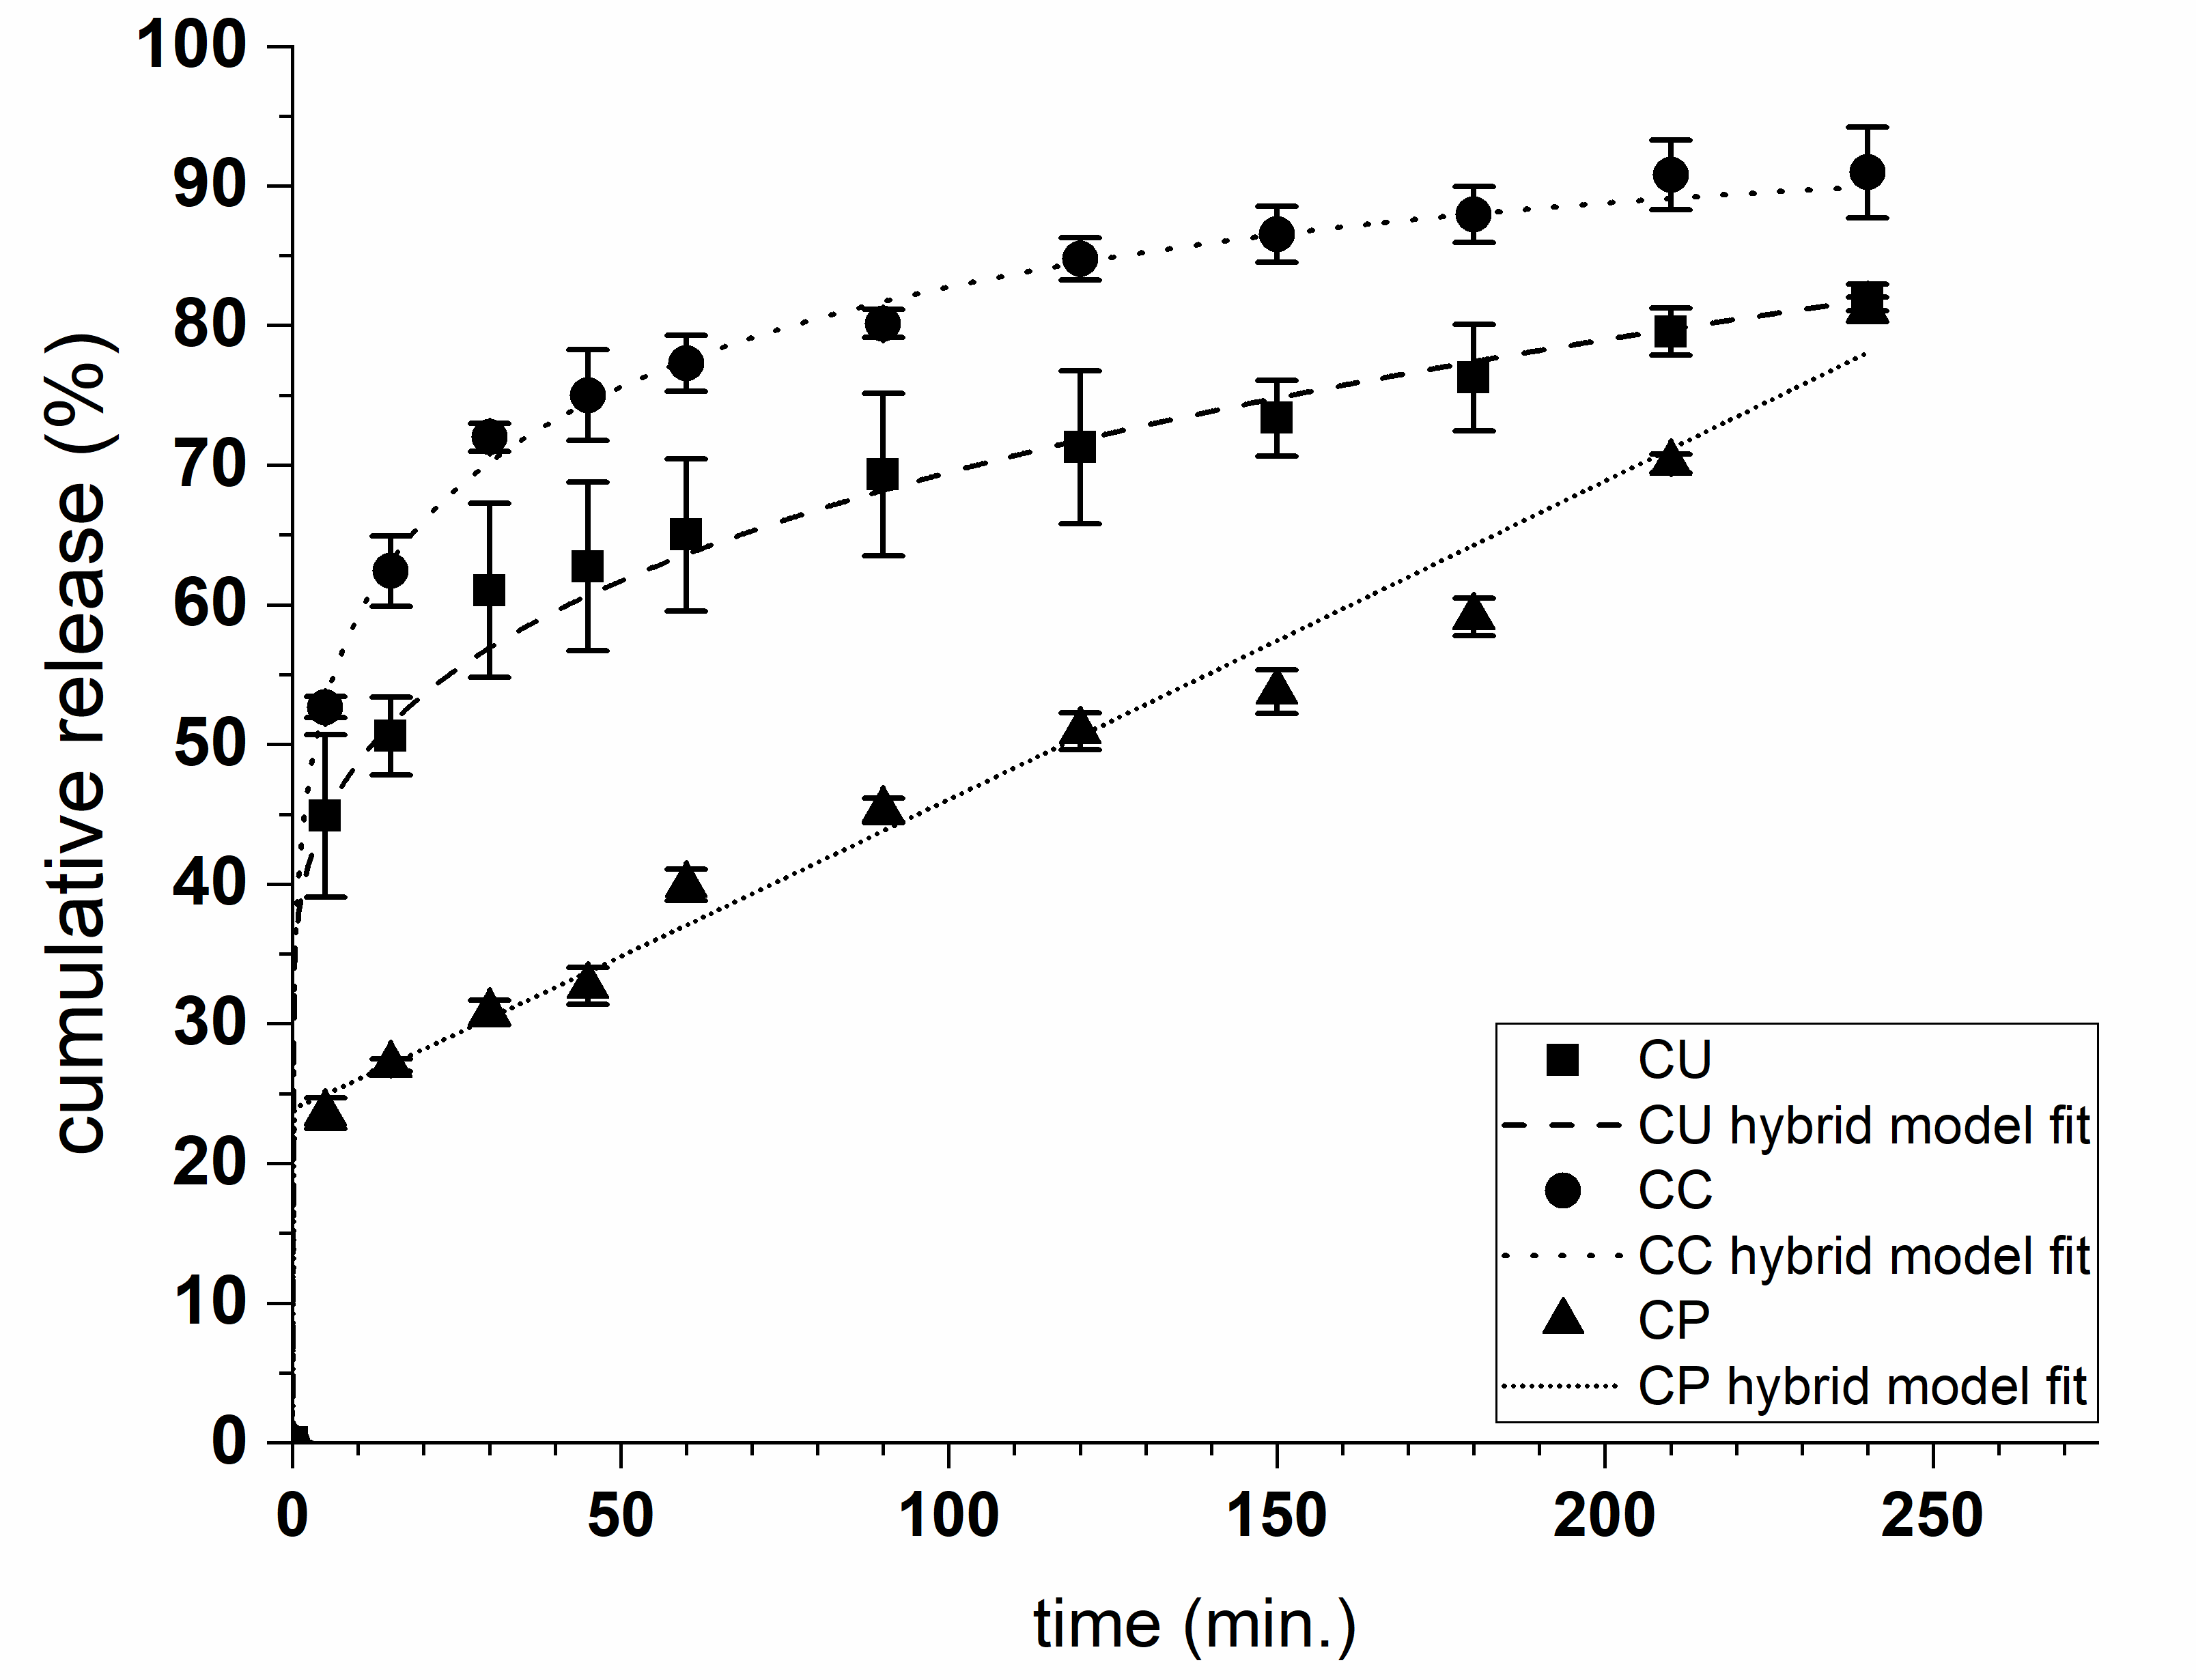 100
90
80
70
60
50
40
30
20
10
0
cumulative release (%)
0 50 100 150 200 250
time (min.)
CU
CU hybrid model fit
CC
CC hybrid model fit
CP
CP hybrid model fit